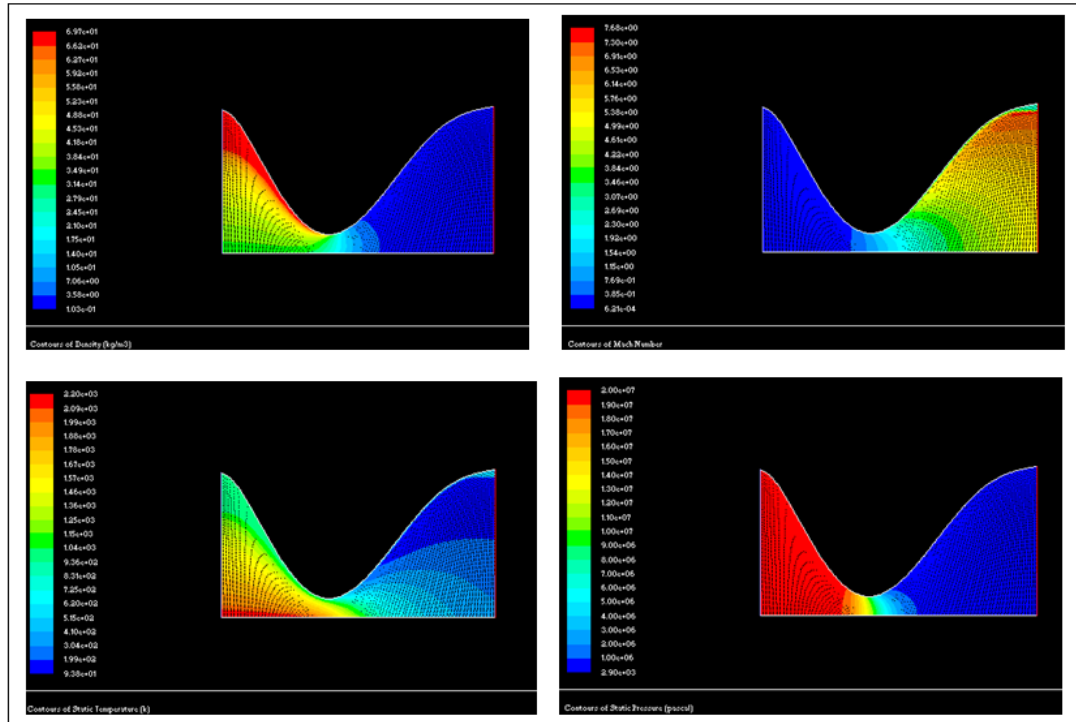 6.97e+01
6.62e+01
6.27e+01
5.92e+01
5.58e+01
5.23e+01
4.88e+01
4.53e+01
4.18e+01
3.84e+01
3.49e+01
3.14e+01
2.79e+01
2.45e+01
2.10e+01
1.75e+01
1.40e+01
1.05e+01
7.06e+00
3.58e+00
1.03e-01
Contours of Density (kg/m3)
7.68e+00
7.30e+00
6.91e+00
6.53e+00
6.14e+00
5.76e+00
5.38e+00
4.99e+00
4.61e+00
4.22e+00
3.84e+00
3.46e+00
3.07e+00
2.69e+00
2.30e+00
1.92e+00
1.54e+00
1.15e+00
7.69e-01
3.85e-01
6.21e-04
Contours of Mach Number
2.20e+03
2.09e+03
1.99e+03
1.88e+03
1.78e+03
1.67e+03
1.57e+03
1.46e+03
1.36e+03
1.25e+03
1.15e+03
1.04e+03
9.36e+02
8.31e+02
7.25e+02
6.20e+02
5.15e+02
4.10e+02
3.04e+02
1.99e+02
9.38e+01
Contours of Static Temperature (k)
2.00e+07
1.90e+07
1.80e+07
1.70e+07
1.60e+07
1.50e+07
1.40e+07
1.30e+07
1.20e+07
1.10e+07
1.00e+07
9.00e+06
8.00e+06
7.00e+06
6.00e+06
5.00e+06
4.00e+06
3.00e+06
2.00e+06
1.00e+06
2.90e+03
Contours of Static Pressure (pascal)